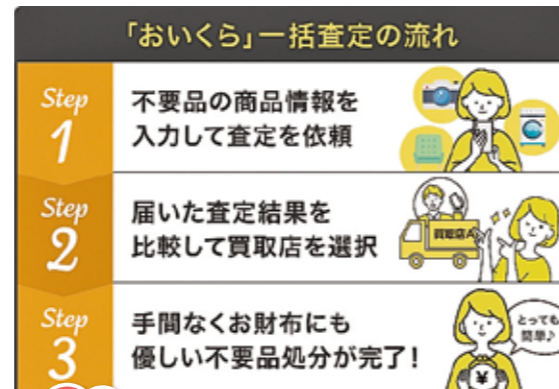 「おいくら」一括査定の流れ
Step
1
不要品の商品情報を
入力して査定を依頼
Step
2
届いた査定結果を
比較して買取店を選択
買取店A
Step
3
手間なくお財布にも
優しい不要品処分が完了!
とっても
簡単♪
¥